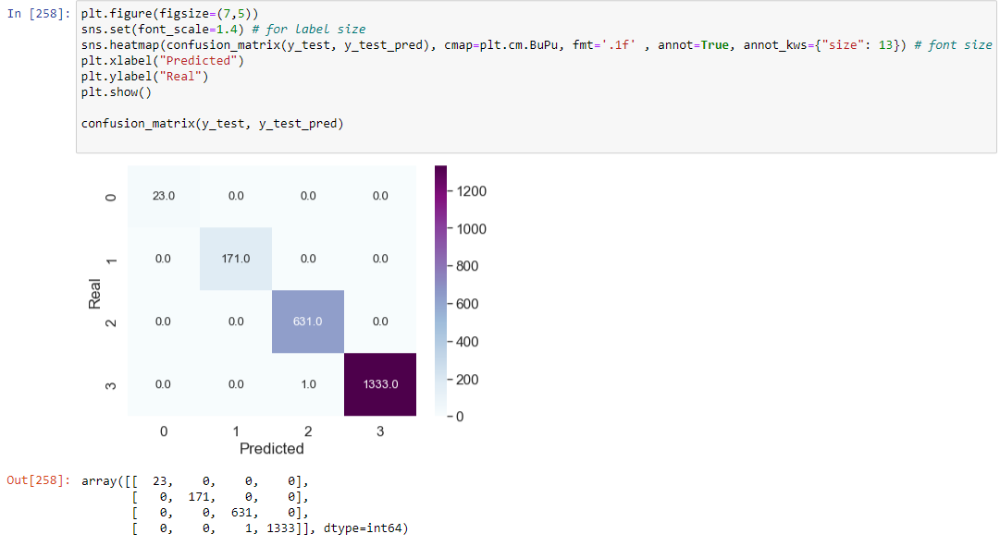 In [258]: plt.figure(figsize=(7,5))
sns.set(font_scale=1.4) # for label size
sns.heatmap(confusion_matrix(y_test, y_test_pred), cmap=plt.cm.BuPu, fmt='.1f' , annot=True, annot_kws={"size": 13}) # font size
plt.xlabel("Predicted")
plt.ylabel("Real")
plt.show()
confusion_matrix(y_test, y_test_pred)
0 23.0 0.0 0.0 0.0
1 0.0 171.0 0.0 0.0
2 0.0 0.0 631.0 0.0
3 0.0 0.0 1.0 1333.0
Real
0 1 2 3
Predicted
1200
1000
800
600
400
200
0
Out[258]: array([[  23,    0,    0,    0],
[   0,  171,    0,    0],
[   0,    0,  631,    0],
[   0,    0,    1, 1333]], dtype=int64)